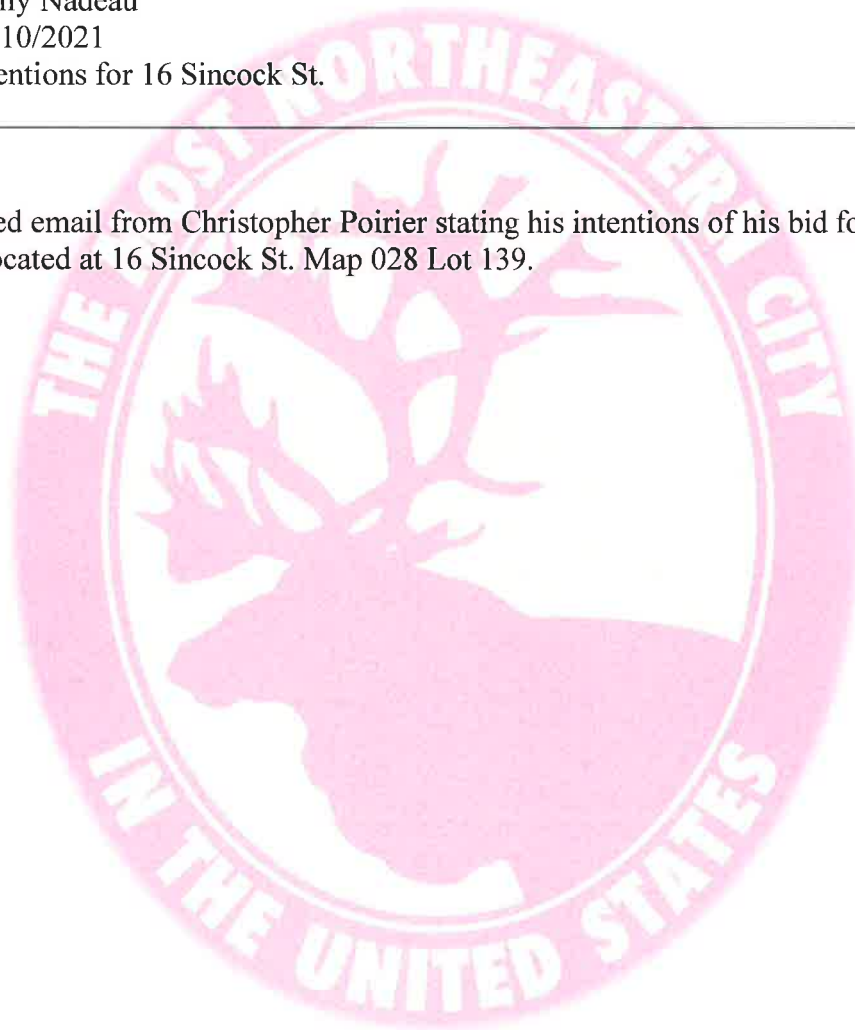 Nadeau
10/2021
entions for 16 Sincock St.
ed email from Christopher Poirier stating his intentions of his bid fo
ocated at 16 Sincock St. Map 028 Lot 139.
THE MOST NORTHEASTERN CITY
IN THE UNITED STATES